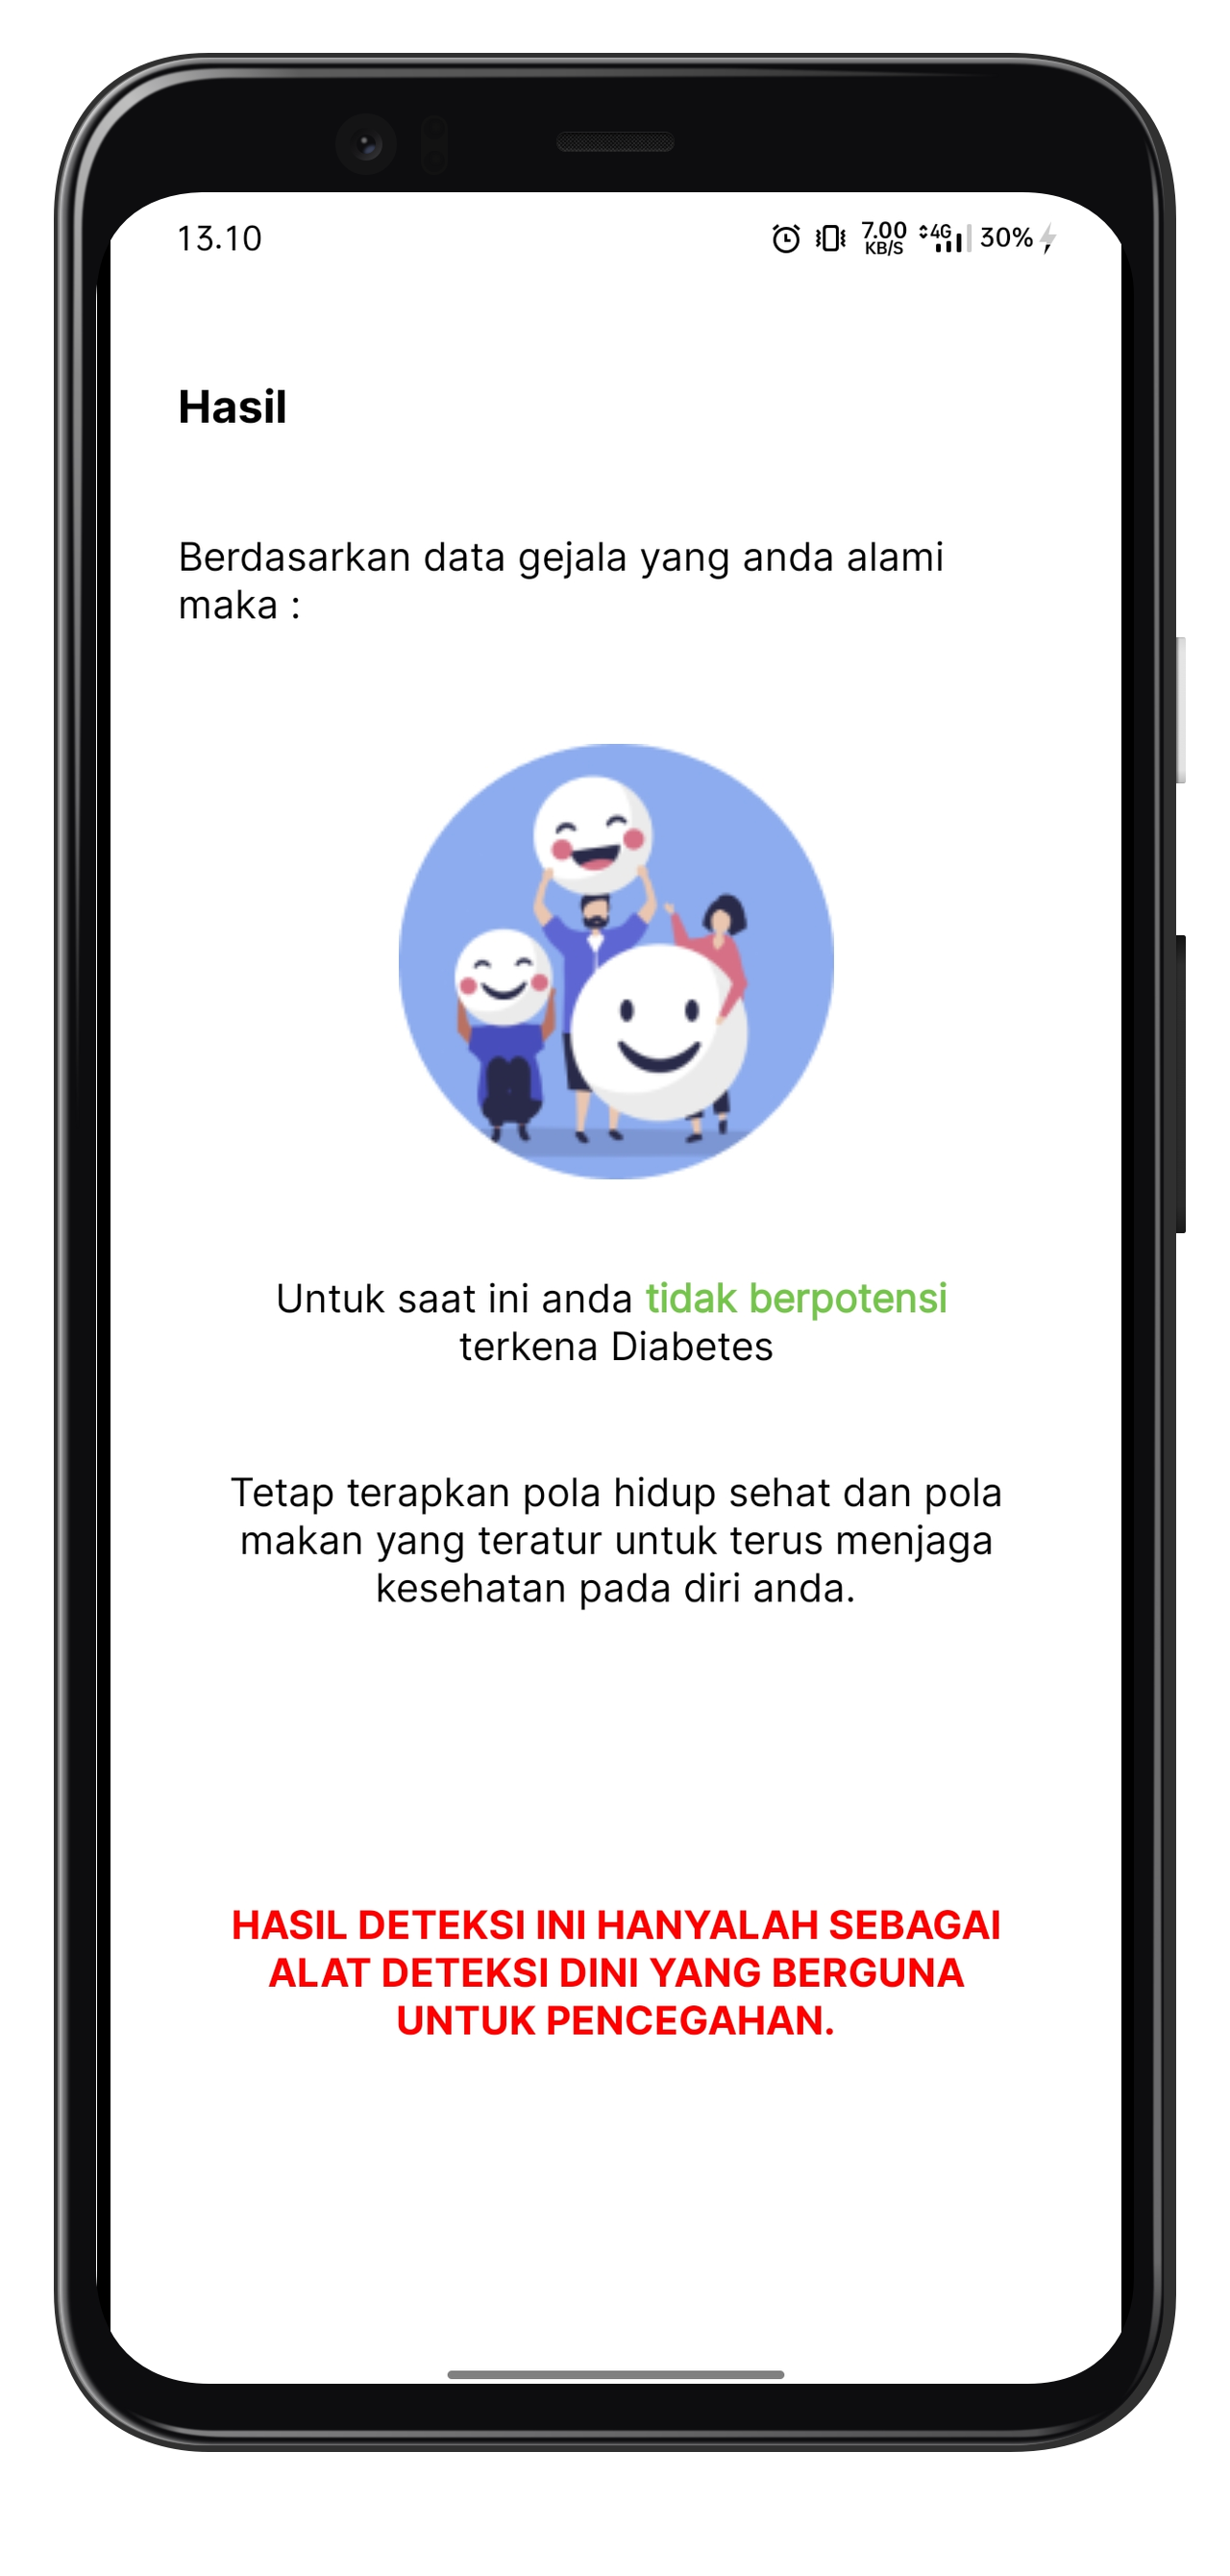 13.10
7.00
KB/S
4G
30%
Hasil
Berdasarkan data gejala yang anda alami
maka :
Untuk saat ini anda tidak berpotensi
terkena Diabetes
Tetap terapkan pola hidup sehat dan pola
makan yang teratur untuk terus menjaga
kesehatan pada diri anda.
HASIL DETEKSI INI HANYALAH SEBAGAI
ALAT DETEKSI DINI YANG BERGUNA
UNTUK PENCEGAHAN.